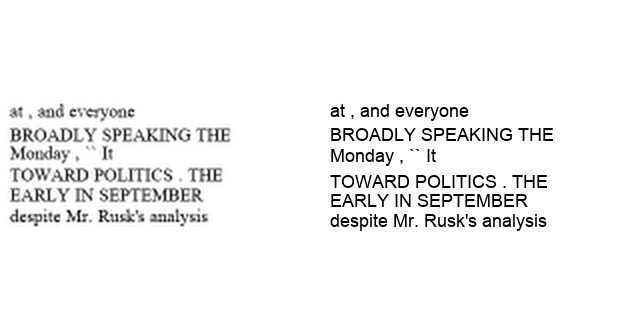 at , and everyone
BROADLY SPEAKING THE
Monday , `` It
TOWARD POLITICS . THE
EARLY IN SEPTEMBER
despite Mr. Rusk's analysis
at , and everyone
BROADLY SPEAKING THE
Monday , `` It
TOWARD POLITICS . THE
EARLY IN SEPTEMBER
despite Mr. Rusk's analysis